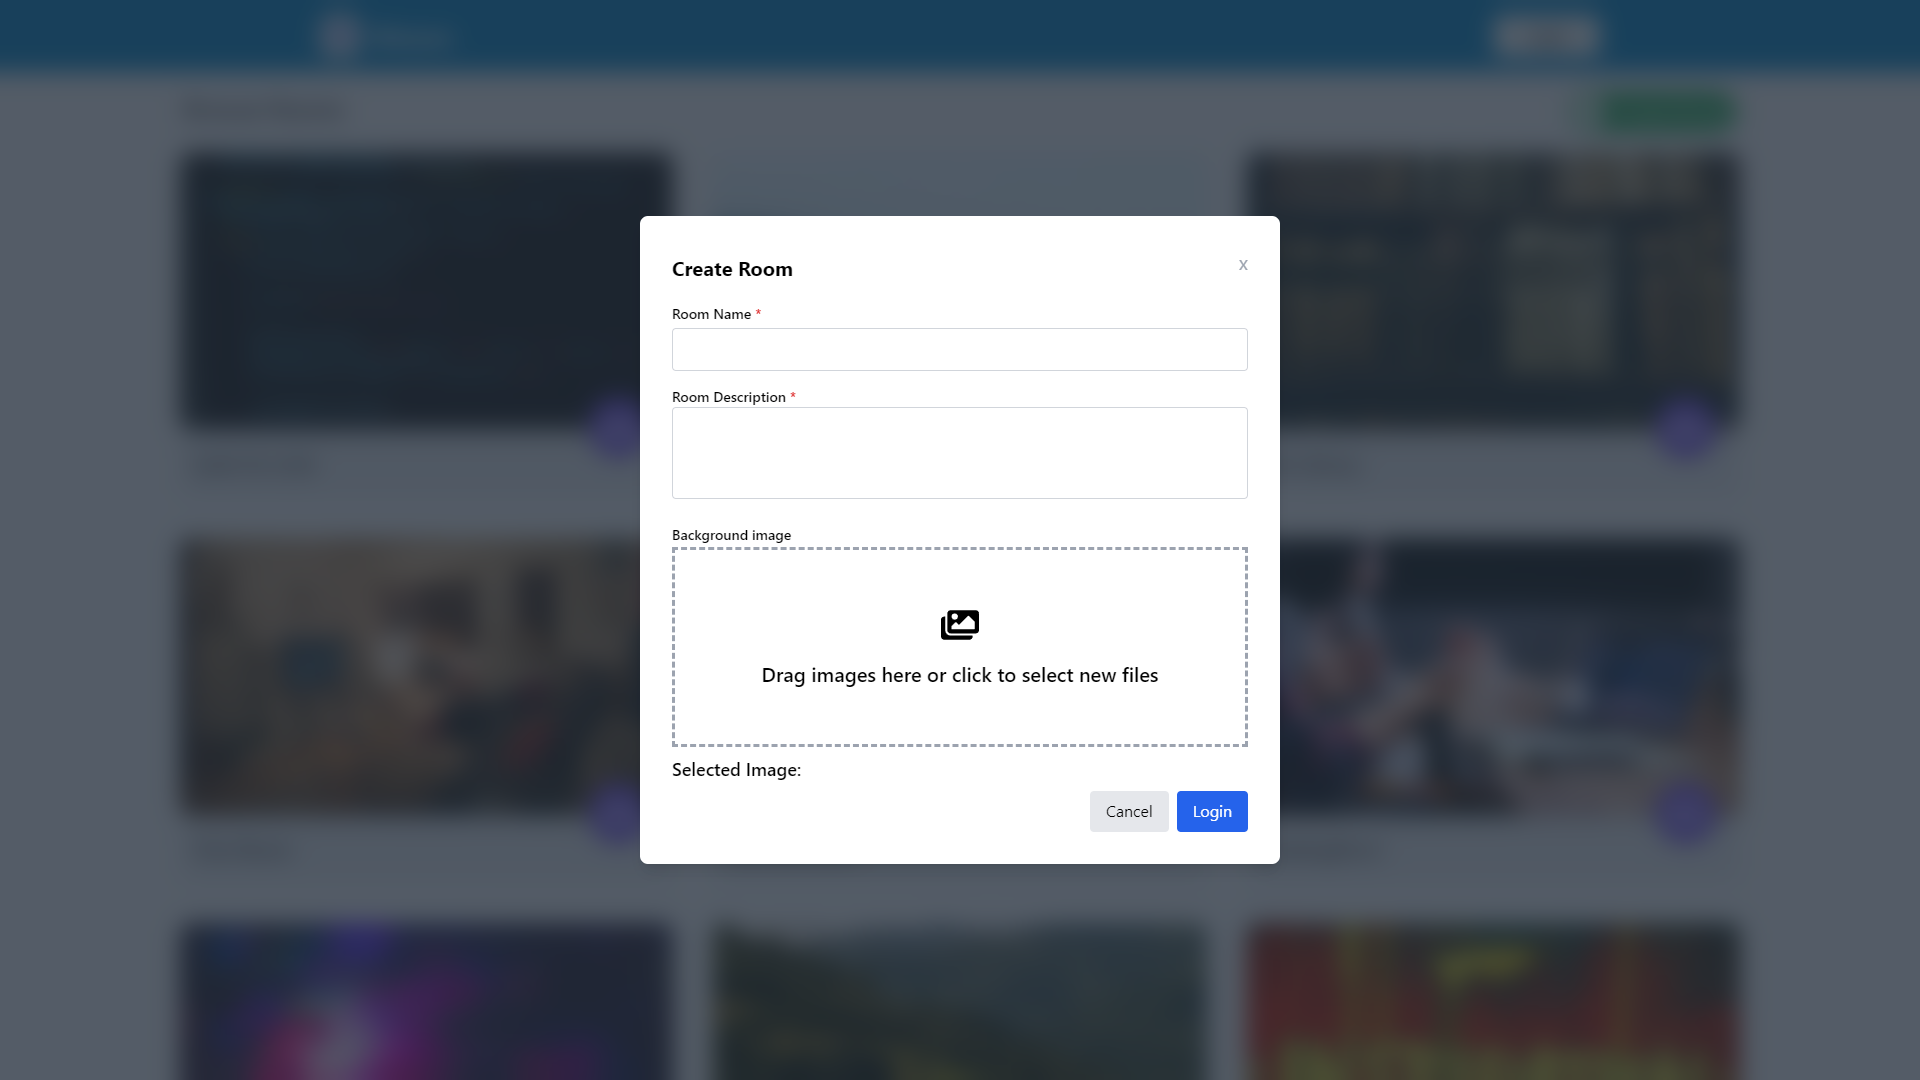 Create Room
X
Room Name *
Room Description *
Background image
Drag images here or click to select new files
Selected Image:
Cancel
Login